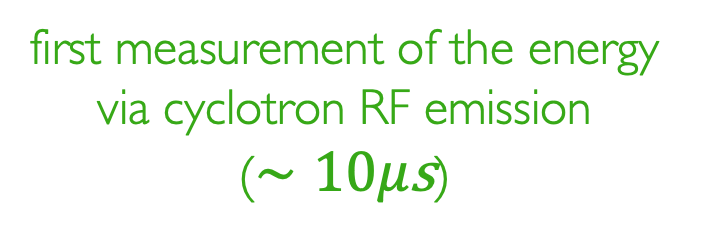 first measurement of the energy
via cyclotron RF emission
(~ 10μs)